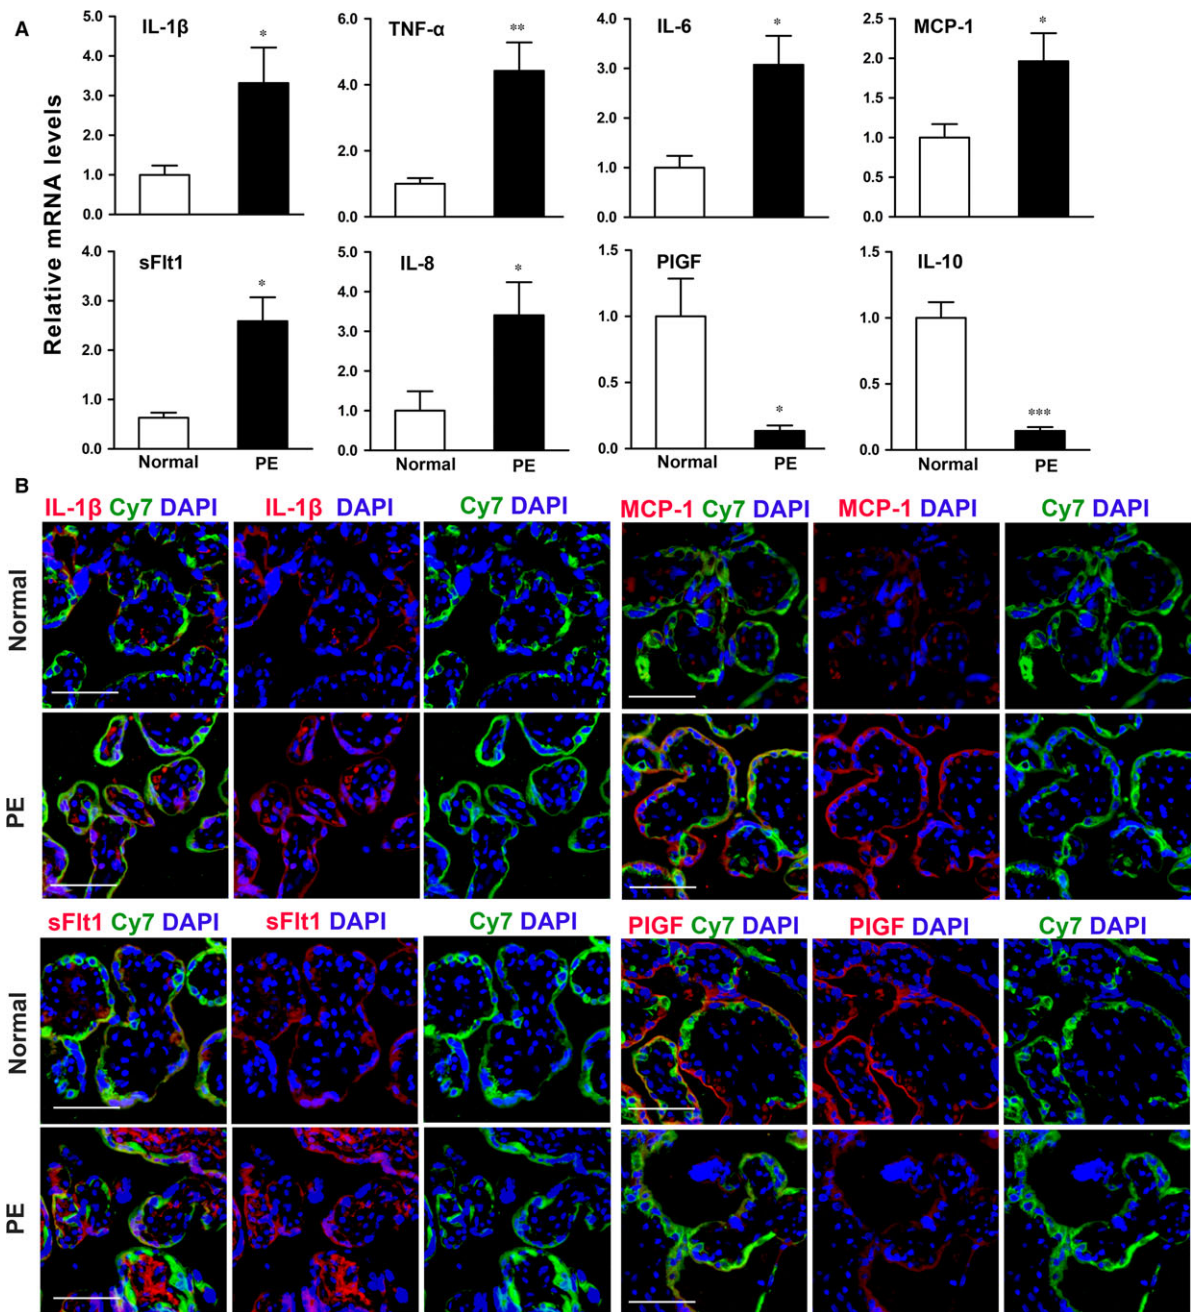 A
Relative mRNA levels
IL-1β
5.0
4.0
3.0
2.0
1.0
0.0
*
TNF-α
6.0
4.0
2.0
0.0
**
IL-6
4.0
3.0
2.0
1.0
0.0
*
MCP-1
2.5
2.0
1.5
1.0
0.5
0.0
*
sFlt1
4.0
3.0
2.0
1.0
0.0
*
Normal PE
IL-8
5.0
4.0
3.0
2.0
1.0
0.0
*
Normal PE
PIGF
1.5
1.0
0.5
0.0
*
Normal PE
IL-10
1.5
1.0
0.5
0.0
***
Normal PE
B
IL-1β Cy7 DAPI IL-1β DAPI Cy7 DAPI MCP-1 Cy7 DAPI MCP-1 DAPI Cy7 DAPI
Normal
PE
sFlt1 Cy7 DAPI sFlt1 DAPI Cy7 DAPI PIGF Cy7 DAPI PIGF DAPI Cy7 DAPI
Normal
PE